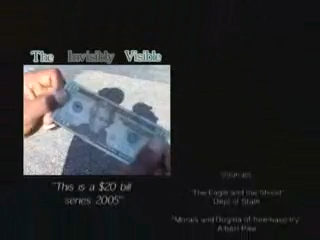 The Invisibly Visible
"This is a $20 bill
series 2005"
Sources:
"The Eagle and the Shield"
Dept of State
"Morals and Dogma of Freemasonry"
Albert Pike